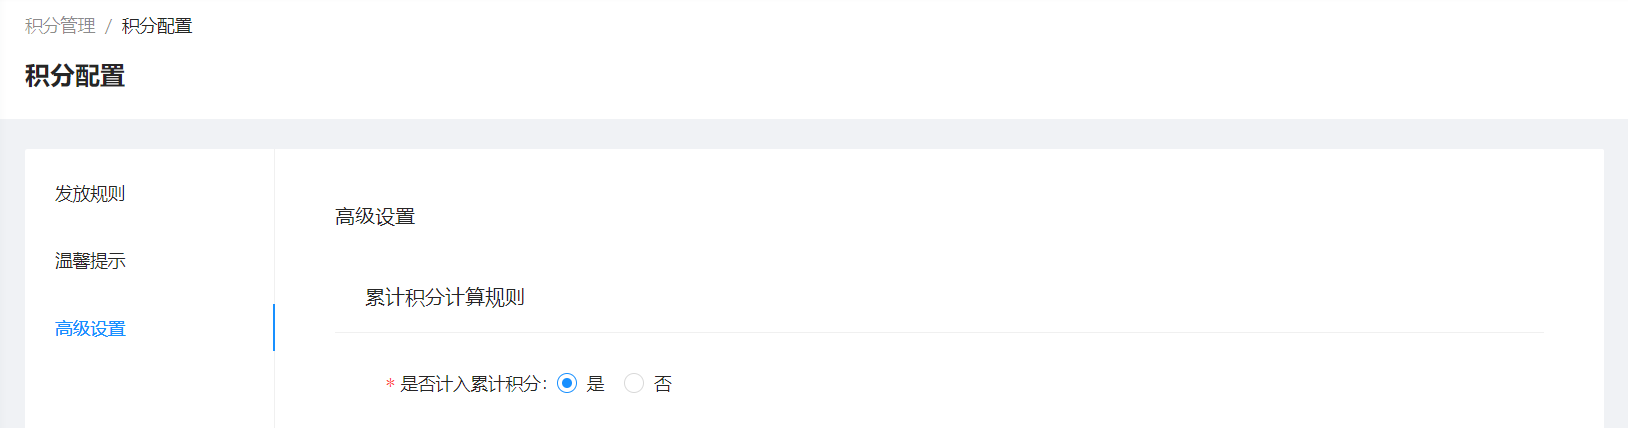 积分管理 / 积分配置
积分配置
发放规则
温馨提示
高级设置
高级设置
累计积分计算规则
* 是否计入累计积分: 是 否